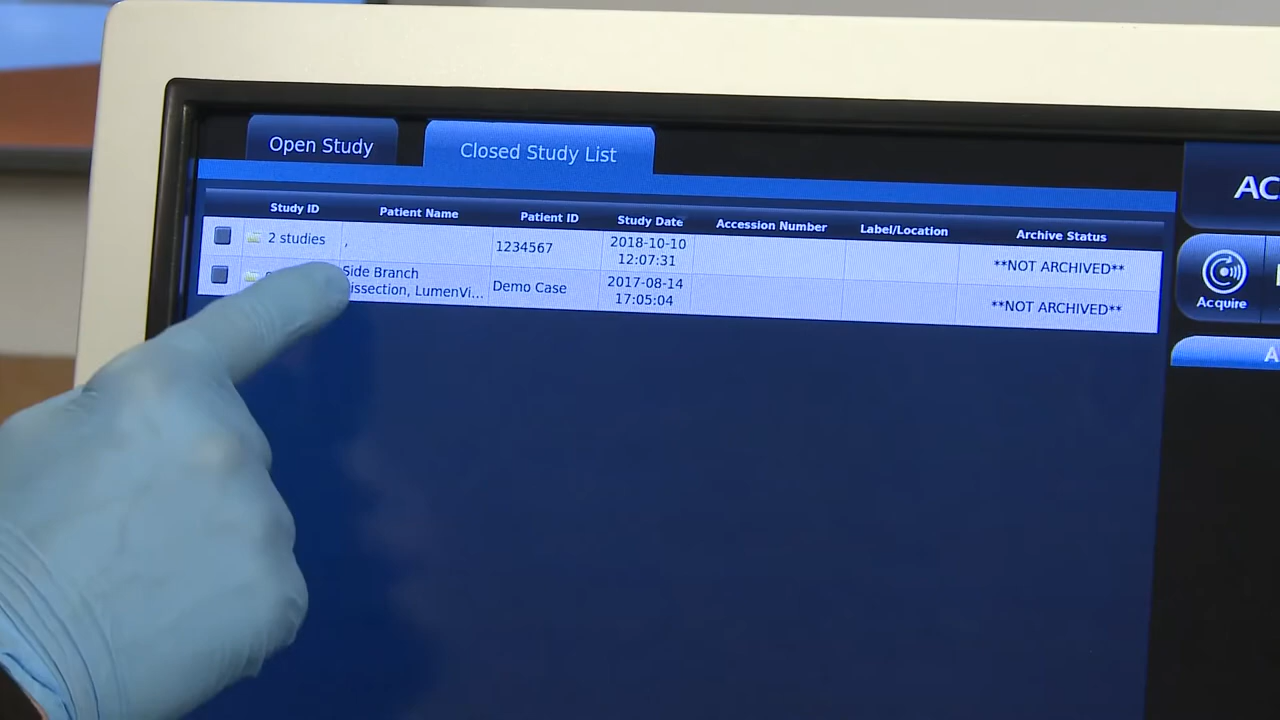 Open Study
Closed Study List
Study ID
Patient Name
Patient ID
Study Date
Accession Number
Label/Location
Archive Status
2 studies
,
1234567
2018-10-10
12:07:31
**NOT ARCHIVED**
Side Branch
issection, LumenVi...
Demo Case
2017-08-14
17:05:04
**NOT ARCHIVED**
AC
Acquire
A